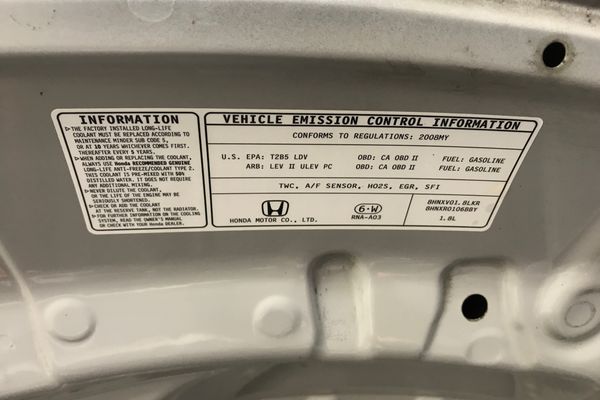 INFORMATION
▷THE FACTORY INSTALLED LONG-LIFE
COOLANT MUST BE REPLACED ACCORDING TO
MAINTENANCE MINDER SUB CODE 5,
OR AT 10 YEARS WHICHEVER COMES FIRST.
THEREAFTER EVERY 5 YEARS.
▷WHEN ADDING OR REPLACING THE COOLANT,
ALWAYS USE Honda RECOMMENDED GENUINE
LONG-LIFE ANTI-FREEZE/COOLANT TYPE 2.
THIS COOLANT IS PRE-MIXED WITH 50%
DISTILLED WATER. IT DOES NOT REQUIRE
ANY ADDITIONAL MIXING.
▷NEVER DILUTE THE COOLANT,
OR THE LIFE OF THE ENGINE MAY BE
SERIOUSLY SHORTENED.
▷CHECK OR ADD THE COOLANT
AT THE RESERVE TANK, NOT THE RADIATOR.
▷FOR FURTHER INFORMATION ON THE COOLING
SYSTEM, READ THE OWNER'S MANUAL
OR CHECK WITH YOUR Honda DEALER.
VEHICLE EMISSION CONTROL INFORMATION
CONFORMS TO REGULATIONS: 2008MY
U.S. EPA: T2B5 LDV OBD: CA OBD II FUEL: GASOLINE
ARB: LEV II ULEV PC OBD: CA OBD II FUEL: GASOLINE
TWC, A/F SENSOR, HO2S, EGR, SFI
HONDA MOTOR CO., LTD.
6-W
RNA-A03
8HNXV01.8LKR
8HNXR0106BBY
1.8L